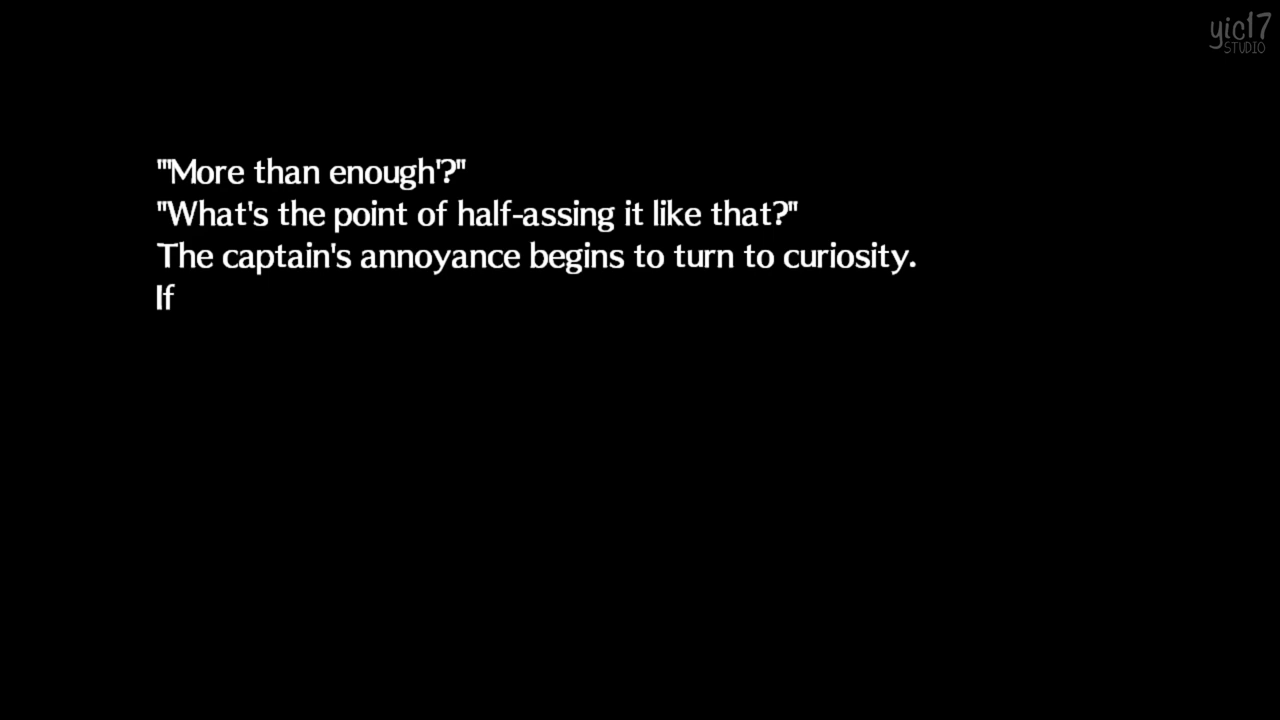 yic17
STUDIO
"'More than enough'?"
"What's the point of half-assing it like that?"
The captain's annoyance begins to turn to curiosity.
If